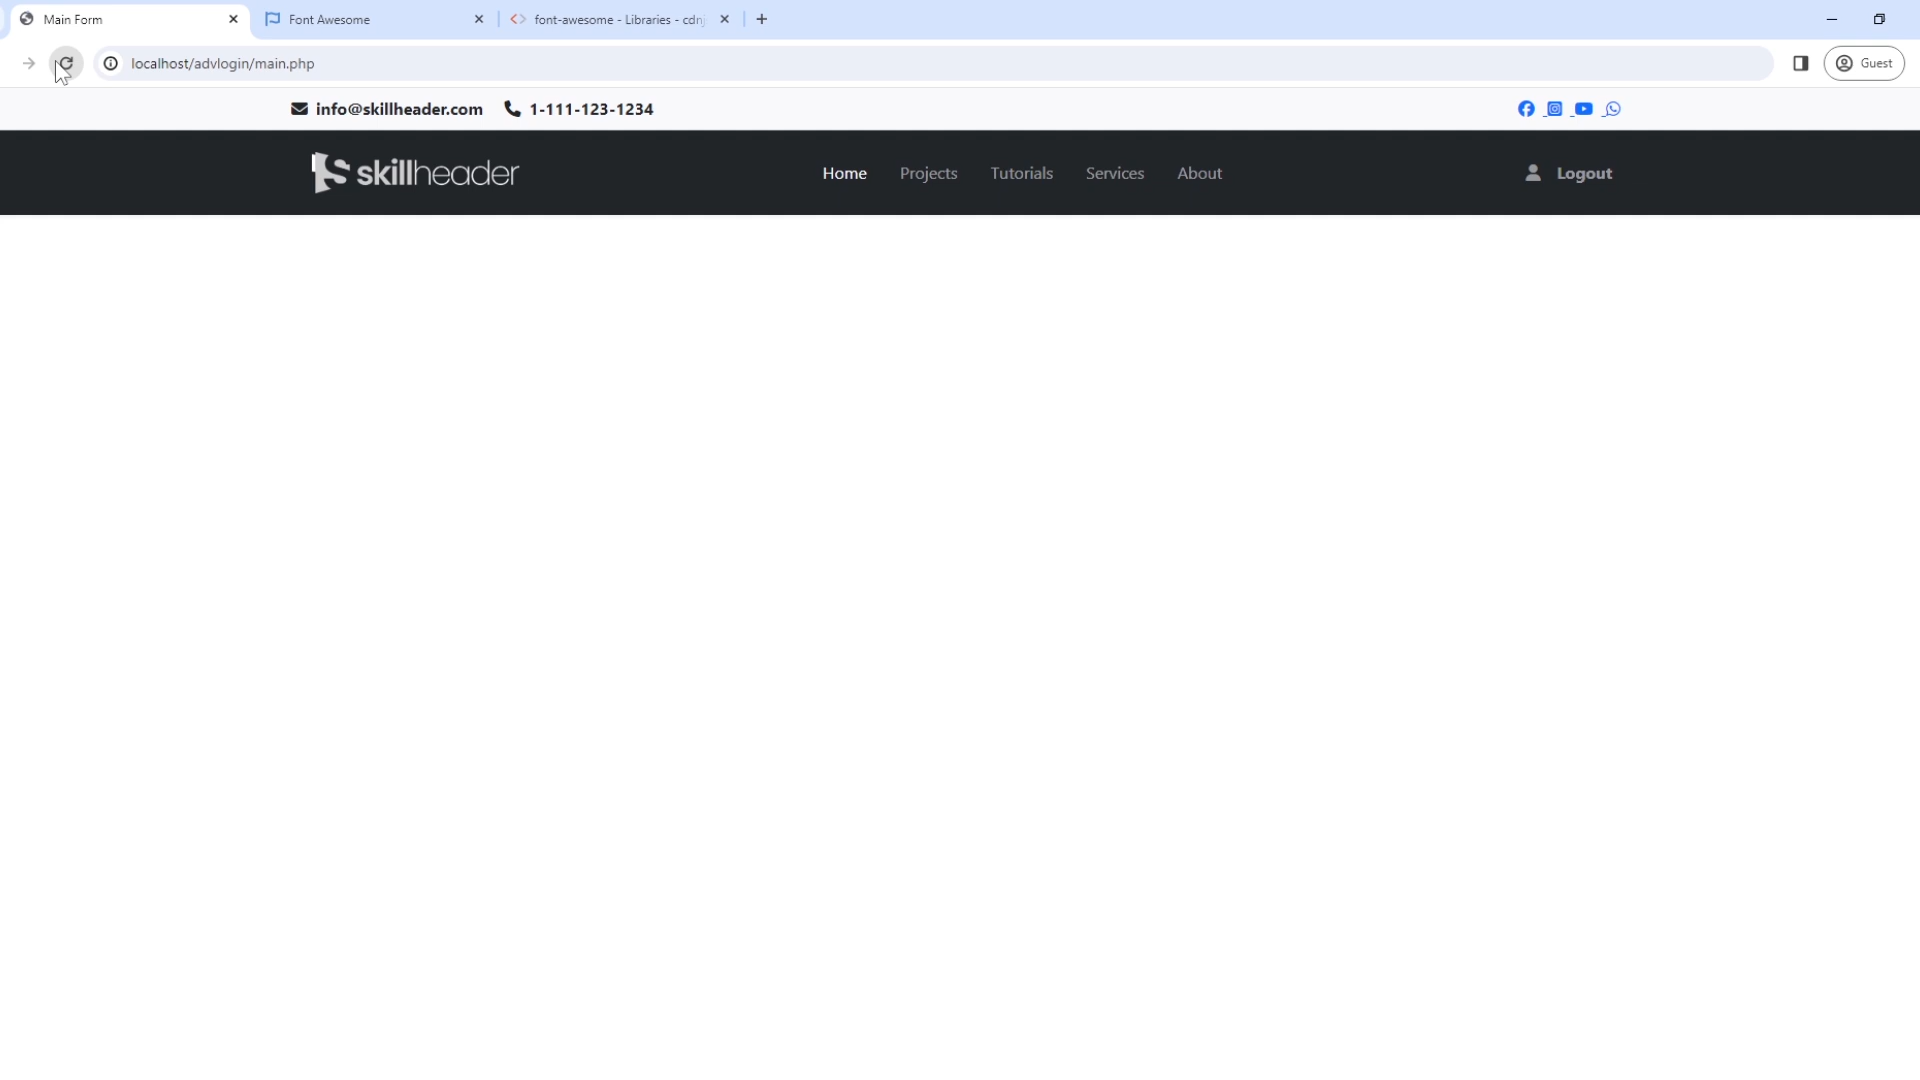 Main Form
Font Awesome
font-awesome - Libraries - cdnj
localhost/advlogin/main.php
Guest
info@skillheader.com 1-111-123-1234
skillheader
Home Projects Tutorials Services About
Logout